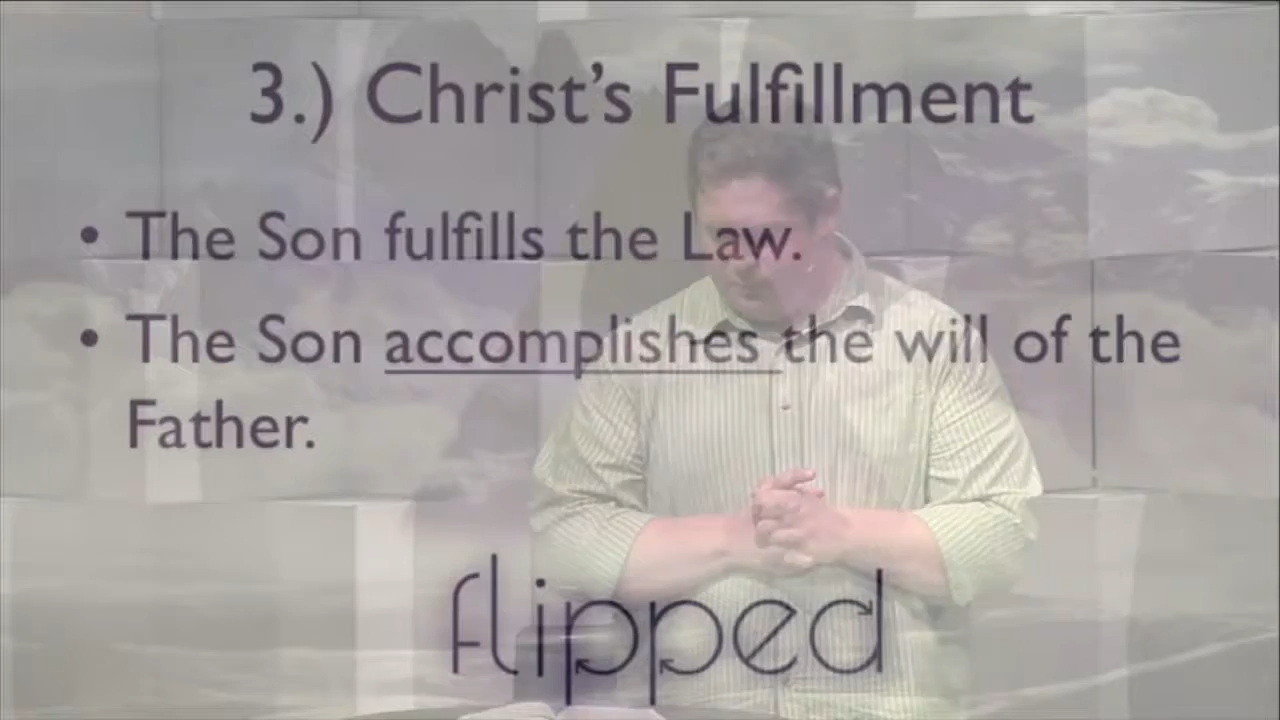 3.) Christ's Fulfillment
• The Son fulfills the Law.
• The Son accomplishes the will of the
Father.
flipped